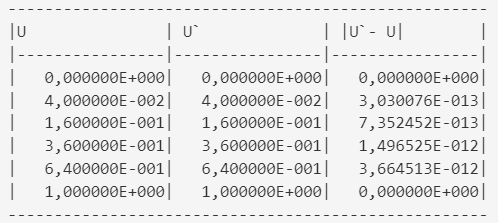 ------------------------------------------------
|U              | U`            | |U`- U|       |
|---------------|---------------|---------------|
|   0,000000E+000|   0,000000E+000|   0,000000E+000|
|   4,000000E-002|   4,000000E-002|   3,030076E-013|
|   1,600000E-001|   1,600000E-001|   7,352452E-013|
|   3,600000E-001|   3,600000E-001|   1,496525E-012|
|   6,400000E-001|   6,400000E-001|   3,664513E-012|
|   1,000000E+000|   1,000000E+000|   0,000000E+000|
------------------------------------------------